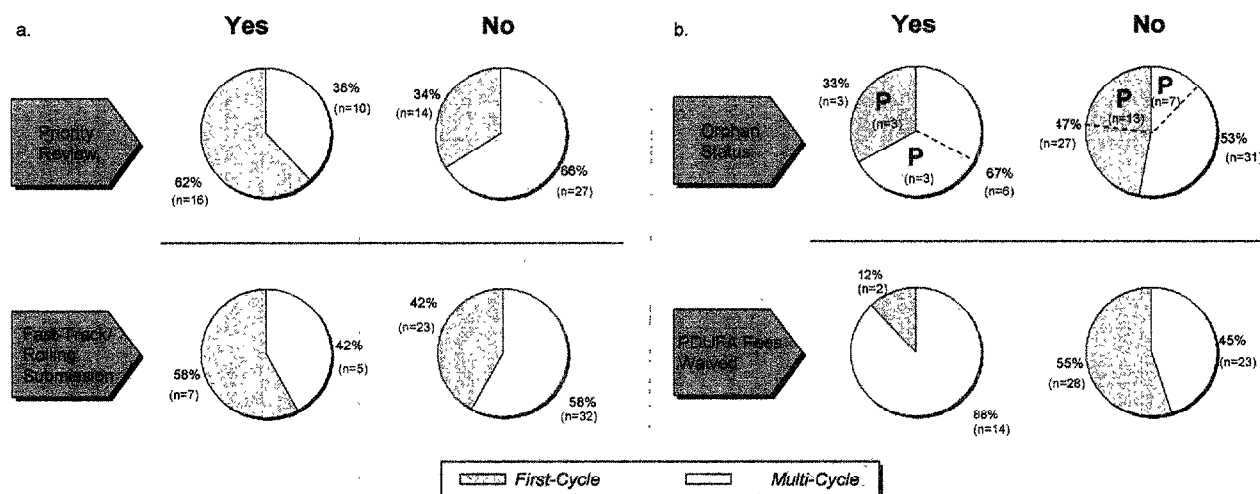 a.
Yes
No
b.
Yes
No
Priority
Review
38%
(n=10)
62%
(n=16)
34%
(n=14)
66%
(n=27)
Orphan
Status
33%
(n=3)
P
(n=3)
P
(n=3)
67%
(n=6)
P
(n=13)
P
(n=7)
47%
(n=27)
53%
(n=31)
Fast Track/
Rolling
Submission
42%
(n=5)
58%
(n=7)
42%
(n=23)
58%
(n=32)
PDUFA Fees
Waived
12%
(n=2)
88%
(n=14)
55%
(n=28)
45%
(n=23)
First-Cycle
Multi-Cycle